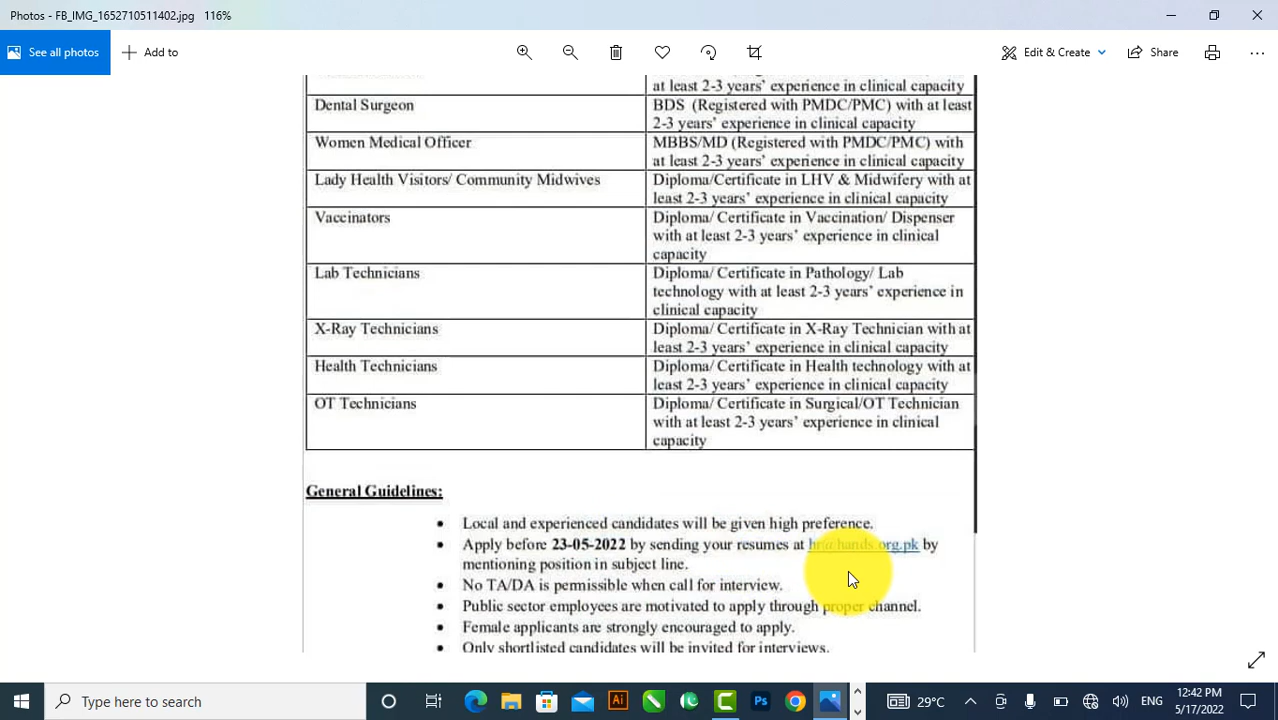 Photos - FB_IMG_1652710511402.jpg 116%
See all photos
Add to
Edit & Create
Share
at least 2-3 years’ experience in clinical capacity
Dental Surgeon
BDS (Registered with PMDC/PMC) with at least
2-3 years’ experience in clinical capacity
Women Medical Officer
MBBS/MD (Registered with PMDC/PMC) with
at least 2-3 years’ experience in clinical capacity
Lady Health Visitors/ Community Midwives
Diploma/Certificate in LHV & Midwifery with at
least 2-3 years’ experience in clinical capacity
Vaccinators
Diploma/ Certificate in Vaccination/ Dispenser
with at least 2-3 years’ experience in clinical
capacity
Lab Technicians
Diploma/ Certificate in Pathology/ Lab
technology with at least 2-3 years’ experience in
clinical capacity
X-Ray Technicians
Diploma/ Certificate in X-Ray Technician with at
least 2-3 years’ experience in clinical capacity
Health Technicians
Diploma/ Certificate in Health technology with at
least 2-3 years’ experience in clinical capacity
OT Technicians
Diploma/ Certificate in Surgical/OT Technician
with at least 2-3 years’ experience in clinical
capacity
General Guidelines:
Local and experienced candidates will be given high preference.
Apply before 23-05-2022 by sending your resumes at hr@hands.org.pk by
mentioning position in subject line.
No TA/DA is permissible when call for interview.
Public sector employees are motivated to apply through proper channel.
Female applicants are strongly encouraged to apply.
Only shortlisted candidates will be invited for interviews.
Type here to search
Ai
Ps
29°C
ENG
12:42 PM
5/17/2022